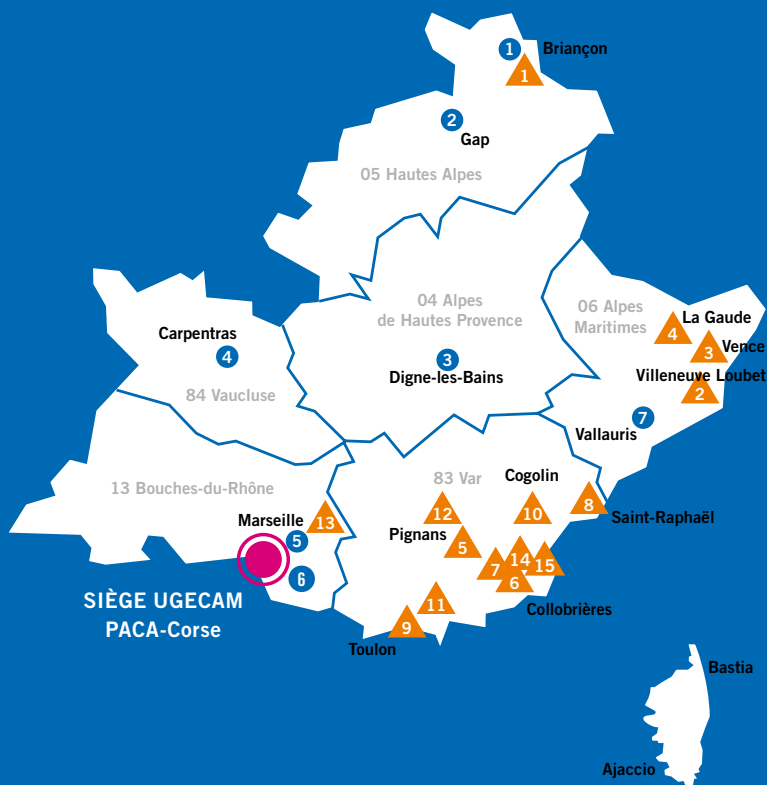 1
Briançon
1
2
Gap
05 Hautes Alpes
04 Alpes
de Hautes Provence
06 Alpes
Maritimes
La Gaude
4
3
Vence
Villeneuve Loubet
2
7
Vallauris
Carpentras
4
84 Vaucluse
3
Digne-les-Bains
13 Bouches-du-Rhône
Marseille
13
5
6
SIÈGE UGECAM
PACA-Corse
83 Var
Cogolin
12
10
8
Saint-Raphaël
Pignans
5
7
14
15
6
Collobrières
11
9
Toulon
Bastia
Ajaccio